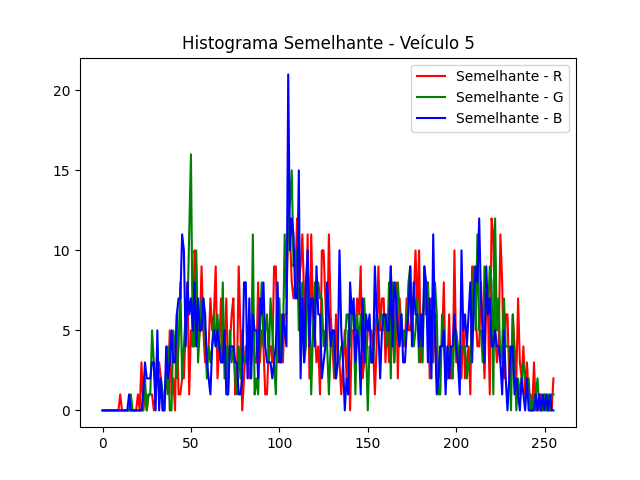 Histograma Semelhante - Veículo 5
Semelhante - R
Semelhante - G
Semelhante - B
20
15
10
5
0
0 50 100 150 200 250